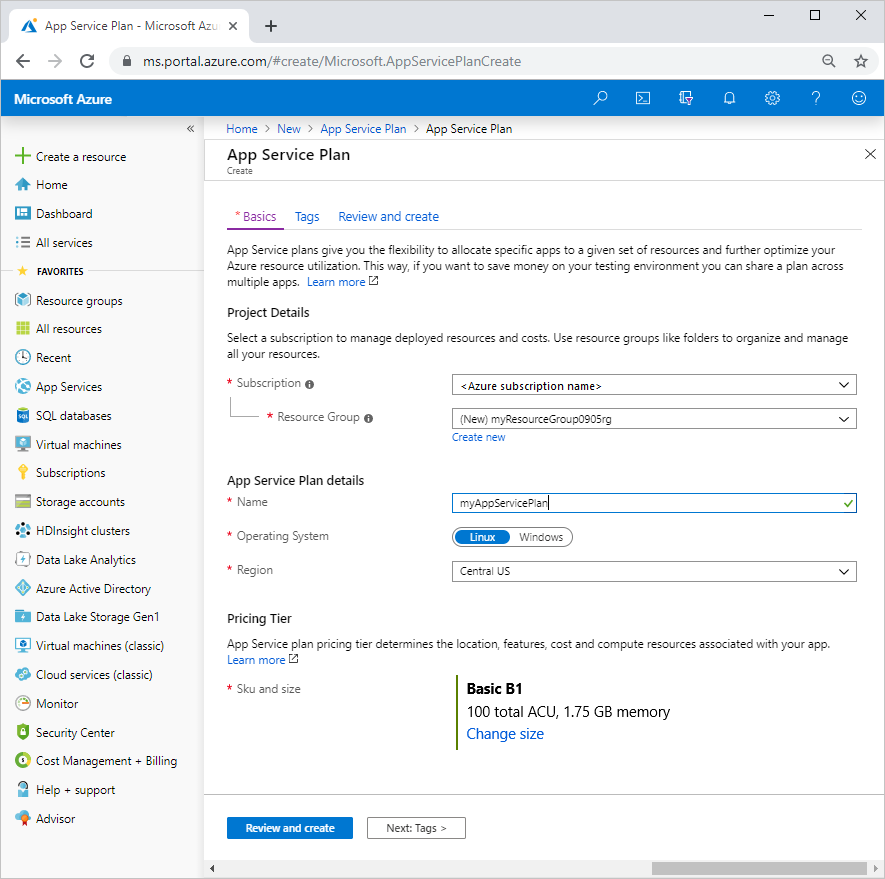 App Service Plan - Microsoft Azu
ms.portal.azure.com/#create/Microsoft.AppServicePlanCreate
Microsoft Azure
Home > New > App Service Plan > App Service Plan
Create a resource
Home
Dashboard
All services
FAVORITES
Resource groups
All resources
Recent
App Services
SQL databases
Virtual machines
Subscriptions
Storage accounts
HDInsight clusters
Data Lake Analytics
Azure Active Directory
Data Lake Storage Gen1
Virtual machines (classic)
Cloud services (classic)
Monitor
Security Center
Cost Management + Billing
Help + support
Advisor
App Service Plan
Create
* Basics Tags Review and create
App Service plans give you the flexibility to allocate specific apps to a given set of resources and further optimize your
Azure resource utilization. This way, if you want to save money on your testing environment you can share a plan across
multiple apps. Learn more
Project Details
Select a subscription to manage deployed resources and costs. Use resource groups like folders to organize and manage
all your resources.
* Subscription <Azure subscription name>
* Resource Group (New) myResourceGroup0905rg
Create new
App Service Plan details
* Name myAppServicePlan
* Operating System Linux Windows
* Region Central US
Pricing Tier
App Service plan pricing tier determines the location, features, cost and compute resources associated with your app.
Learn more
* Sku and size Basic B1
100 total ACU, 1.75 GB memory
Change size
Review and create Next: Tags >